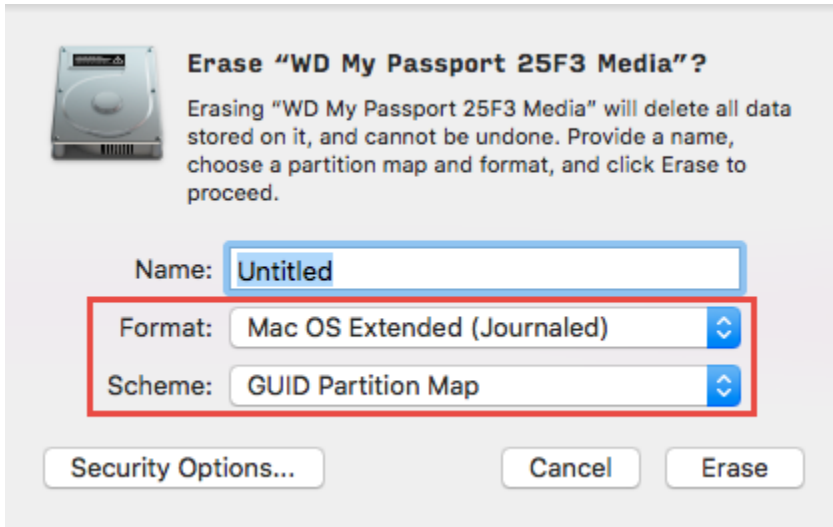 Erase “WD My Passport 25F3 Media”?
Erasing “WD My Passport 25F3 Media” will delete all data
stored on it, and cannot be undone. Provide a name,
choose a partition map and format, and click Erase to
proceed.
Name: Untitled
Format: Mac OS Extended (Journaled)
Scheme: GUID Partition Map
Security Options... Cancel Erase